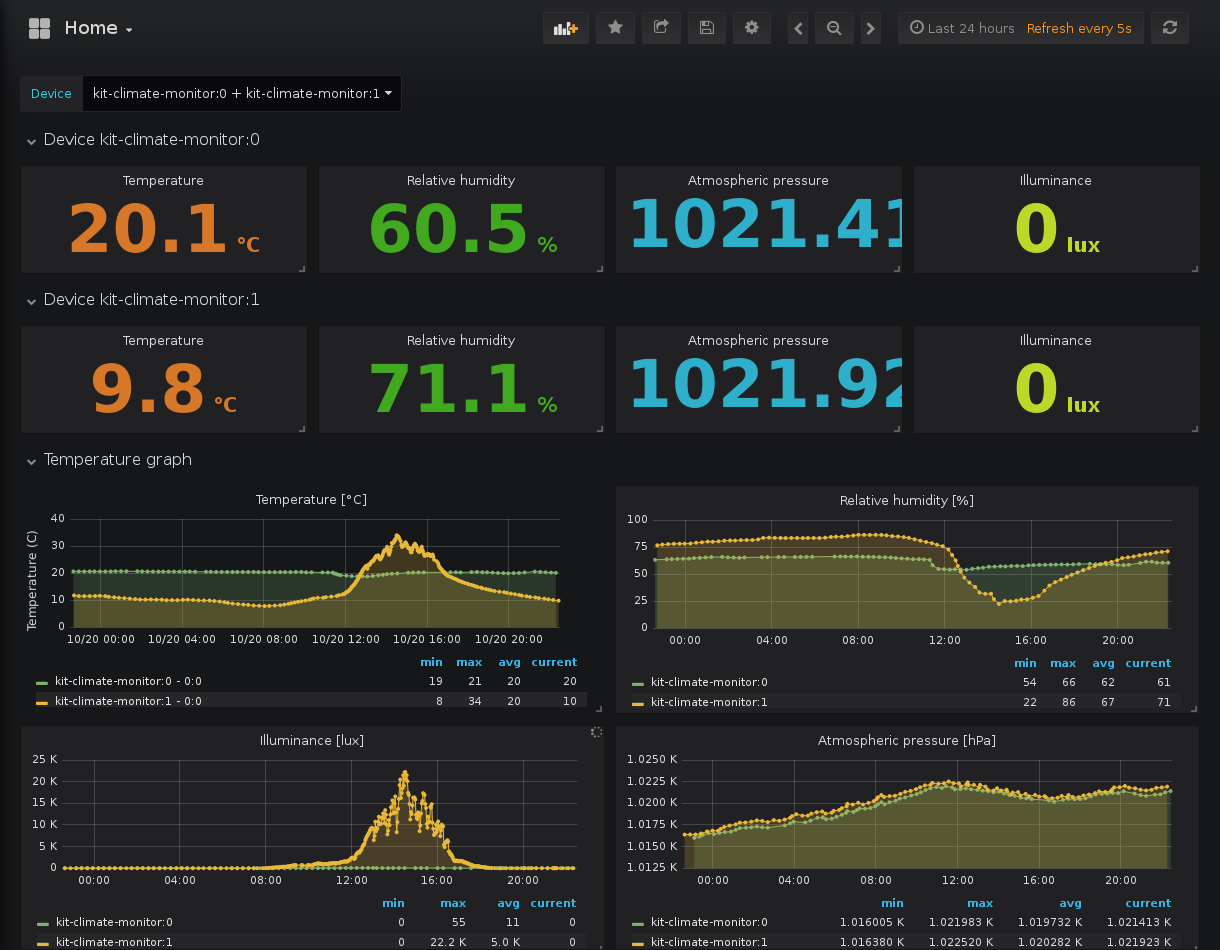 Home
Last 24 hours Refresh every 5s
Device kit-climate-monitor:0 + kit-climate-monitor:1
Device kit-climate-monitor:0
Temperature Relative humidity Atmospheric pressure Illuminance
20.1 °C 60.5 % 1021.41 0 lux
Device kit-climate-monitor:1
Temperature Relative humidity Atmospheric pressure Illuminance
9.8 °C 71.1 % 1021.92 0 lux
Temperature graph
Temperature [°C]
Temperature (C)
40
30
20
10
0
10/20 00:00 10/20 04:00 10/20 08:00 10/20 12:00 10/20 16:00 10/20 20:00
min max avg current
kit-climate-monitor:0 - 0:0 19 21 20 20
kit-climate-monitor:1 - 0:0 8 34 20 10
Relative humidity [%]
100
75
50
25
0
00:00 04:00 08:00 12:00 16:00 20:00
min max avg current
kit-climate-monitor:0 54 66 62 61
kit-climate-monitor:1 22 86 67 71
Illuminance [lux]
25 K
20 K
15 K
10 K
5 K
0
00:00 04:00 08:00 12:00 16:00 20:00
min max avg current
kit-climate-monitor:0 0 55 11 0
kit-climate-monitor:1 0 22.2 K 5.0 K 0
Atmospheric pressure [hPa]
1.0250 K
1.0225 K
1.0200 K
1.0175 K
1.0150 K
1.0125 K
00:00 04:00 08:00 12:00 16:00 20:00
min max avg current
kit-climate-monitor:0 1.016005 K 1.021983 K 1.019732 K 1.021413 K
kit-climate-monitor:1 1.016380 K 1.022520 K 1.020282 K 1.021923 K